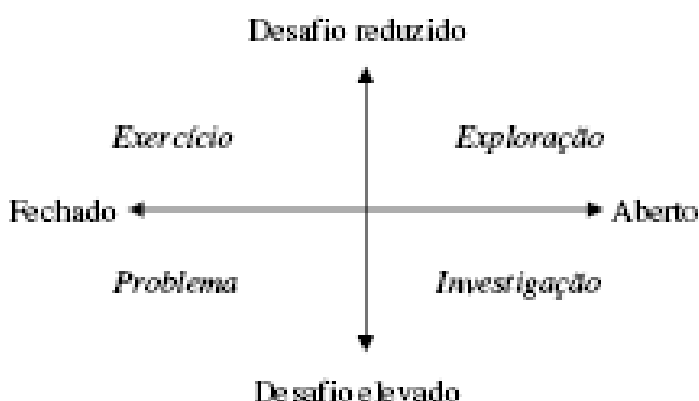 Desafio reduzido
Exercício Exploração
Fechado Aberto
Problema Investigação
Desafio elevado